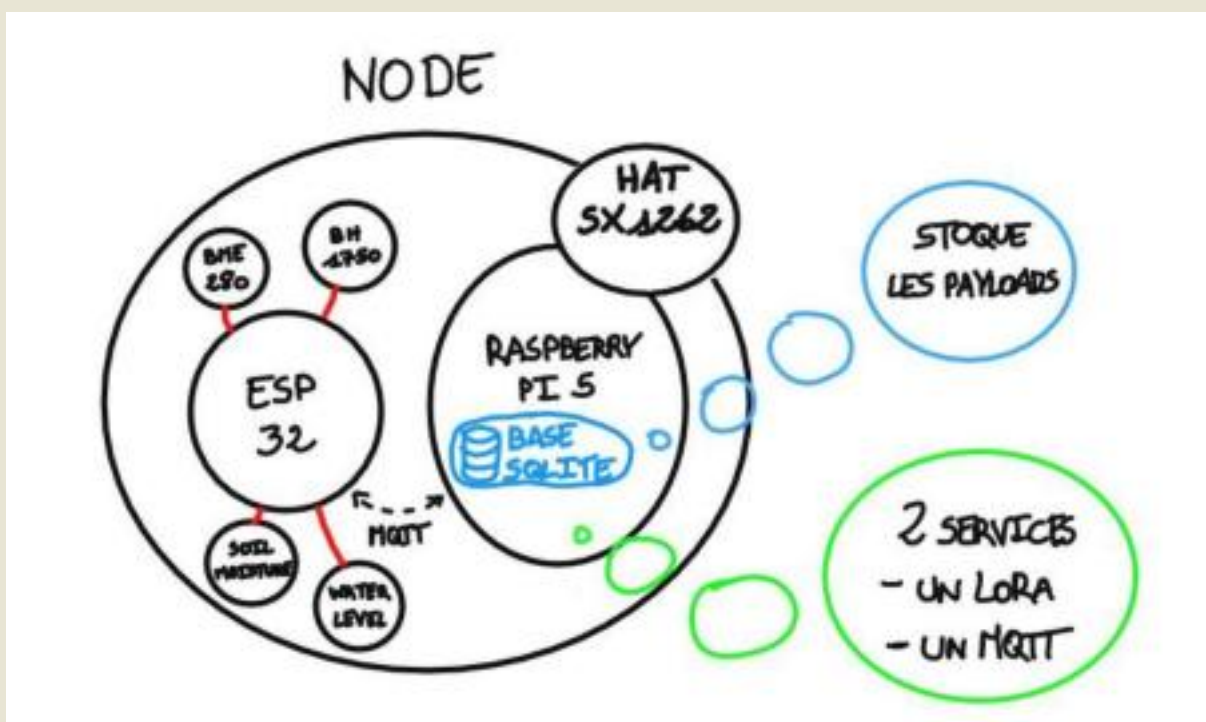 NODE
HAT
SX1262
BME
280
BH
1750
STOQUE
LES PAYLOADS
RASPBERRY
PI 5
BASE
SQLITE
ESP
32
MQTT
SOIL
MOISTURE
WATER
LEVEL
2 SERVICES
- UN LORA
- UN MQTT